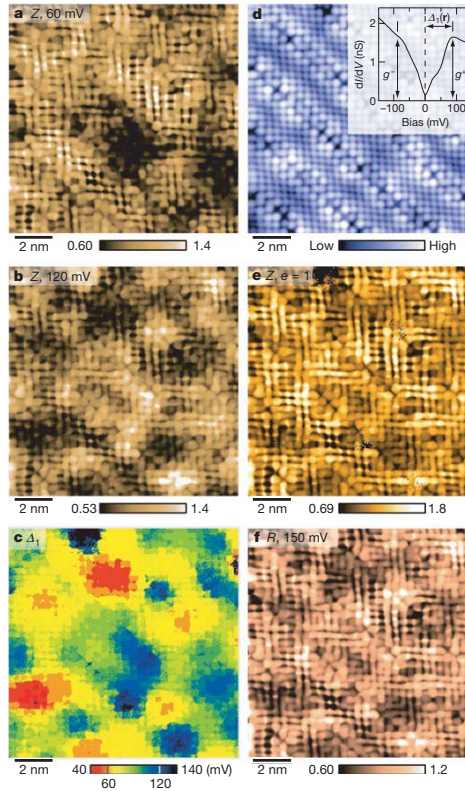 a Z, 60 mV
2 nm 0.60 1.4
b Z, 120 mV
2 nm 0.53 1.4
c Δ₁
2 nm 40 60 120 140 (mV)
d
Δ₁(r)
dI/dV (nS)
2
1
0
g g
−100 0 100
Bias (mV)
2 nm Low High
e Z, e = 1
2 nm 0.69 1.8
f R, 150 mV
2 nm 0.60 1.2